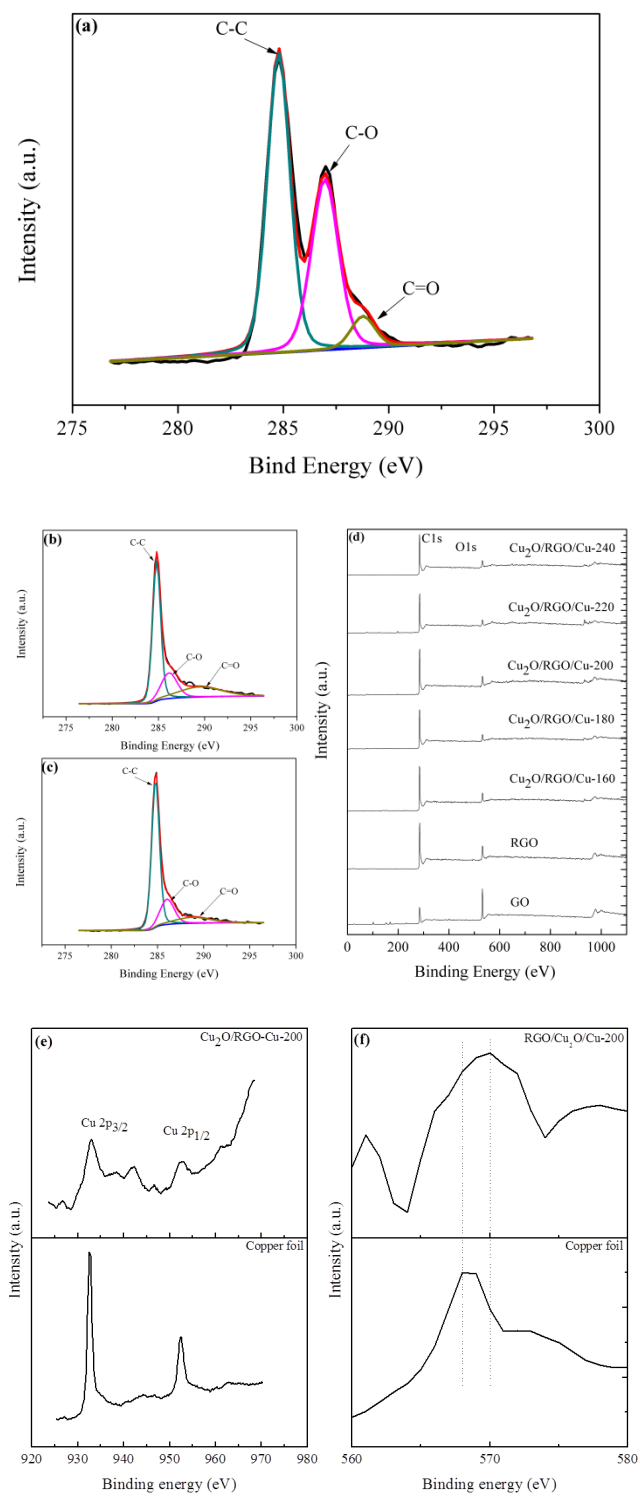 (a)
C-C
C-O
C=O
Intensity (a.u.)
275 280 285 290 295 300
Bind Energy (eV)
(b)
C-C
C-O
C=O
Intensity (a.u.)
275 280 285 290 295 300
Binding Energy (eV)
(c)
C-C
C-O
C=O
Intensity (a.u.)
275 280 285 290 295 300
Binding Energy (eV)
(d)
C1s
O1s
Cu₂O/RGO/Cu-240
Cu₂O/RGO/Cu-220
Cu₂O/RGO/Cu-200
Cu₂O/RGO/Cu-180
Cu₂O/RGO/Cu-160
RGO
GO
Intensity (a.u.)
0 200 400 600 800 1000
Binding Energy (eV)
(e)
Cu₂O/RGO-Cu-200
Cu 2p₃/₂
Cu 2p₁/₂
Copper foil
Intensity (a.u.)
920 930 940 950 960 970 980
Binding energy (eV)
(f)
RGO/Cu₂O/Cu-200
Copper foil
Intensity (a.u.)
560 570 580
Binding energy (eV)